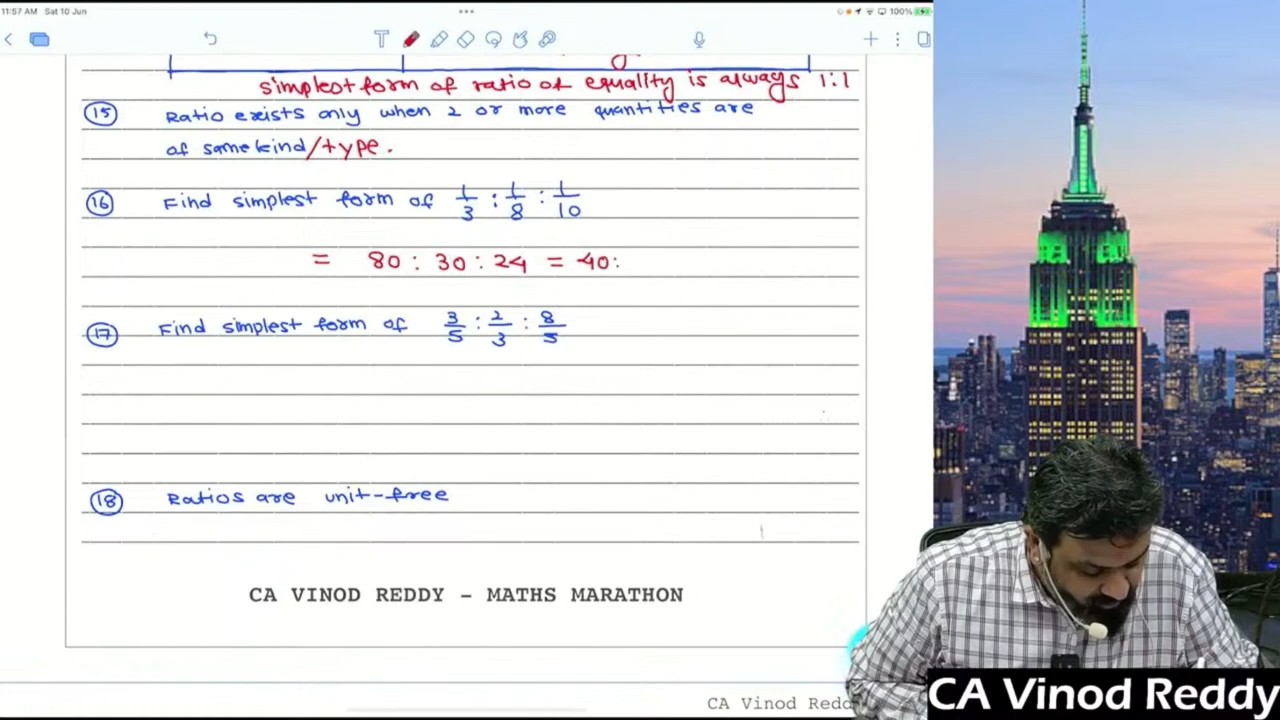 11:57 AM Sat 10 Jun
100%
T
simplest form of ratio of equality is always 1:1
15 Ratio exists only when 2 or more quantities are
of same kind/type.
16 Find simplest form of 1/3 : 1/8 : 1/10
= 80 : 30 : 24 = 40:
17 Find simplest form of 3/5 : 2/3 : 8/5
18 Ratios are unit-free
CA VINOD REDDY - MATHS MARATHON
CA Vinod Redd
CA Vinod Reddy